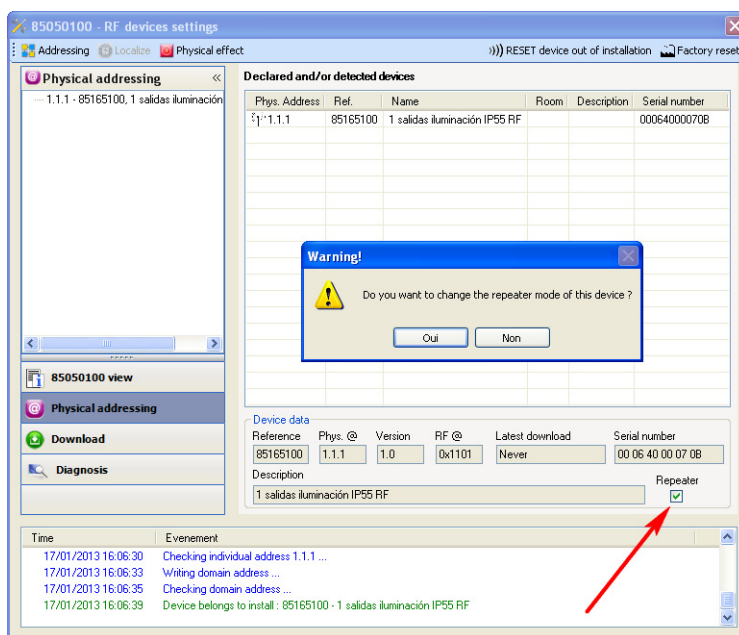 85050100 - RF devices settings
Addressing Localize Physical effect ))) RESET device out of installation Factory reset
Physical addressing «
1.1.1 - 85165100, 1 salidas iluminación
Declared and/or detected devices
Phys. Address Ref. Name Room Description Serial number
1.1.1 85165100 1 salidas iluminación IP55 RF 00064000070B
Warning!
Do you want to change the repeater mode of this device ?
Oui Non
85050100 view
Physical addressing
Download
Diagnosis
Device data
Reference Phys. @ Version RF @ Latest download Serial number
85165100 1.1.1 1.0 0x1101 Never 00 06 40 00 07 0B
Description Repeater
1 salidas iluminación IP55 RF
Time Evenement
17/01/2013 16:06:30 Checking individual address 1.1.1 ...
17/01/2013 16:06:33 Writing domain address ...
17/01/2013 16:06:35 Checking domain address ...
17/01/2013 16:06:39 Device belongs to install : 85165100 - 1 salidas iluminación IP55 RF